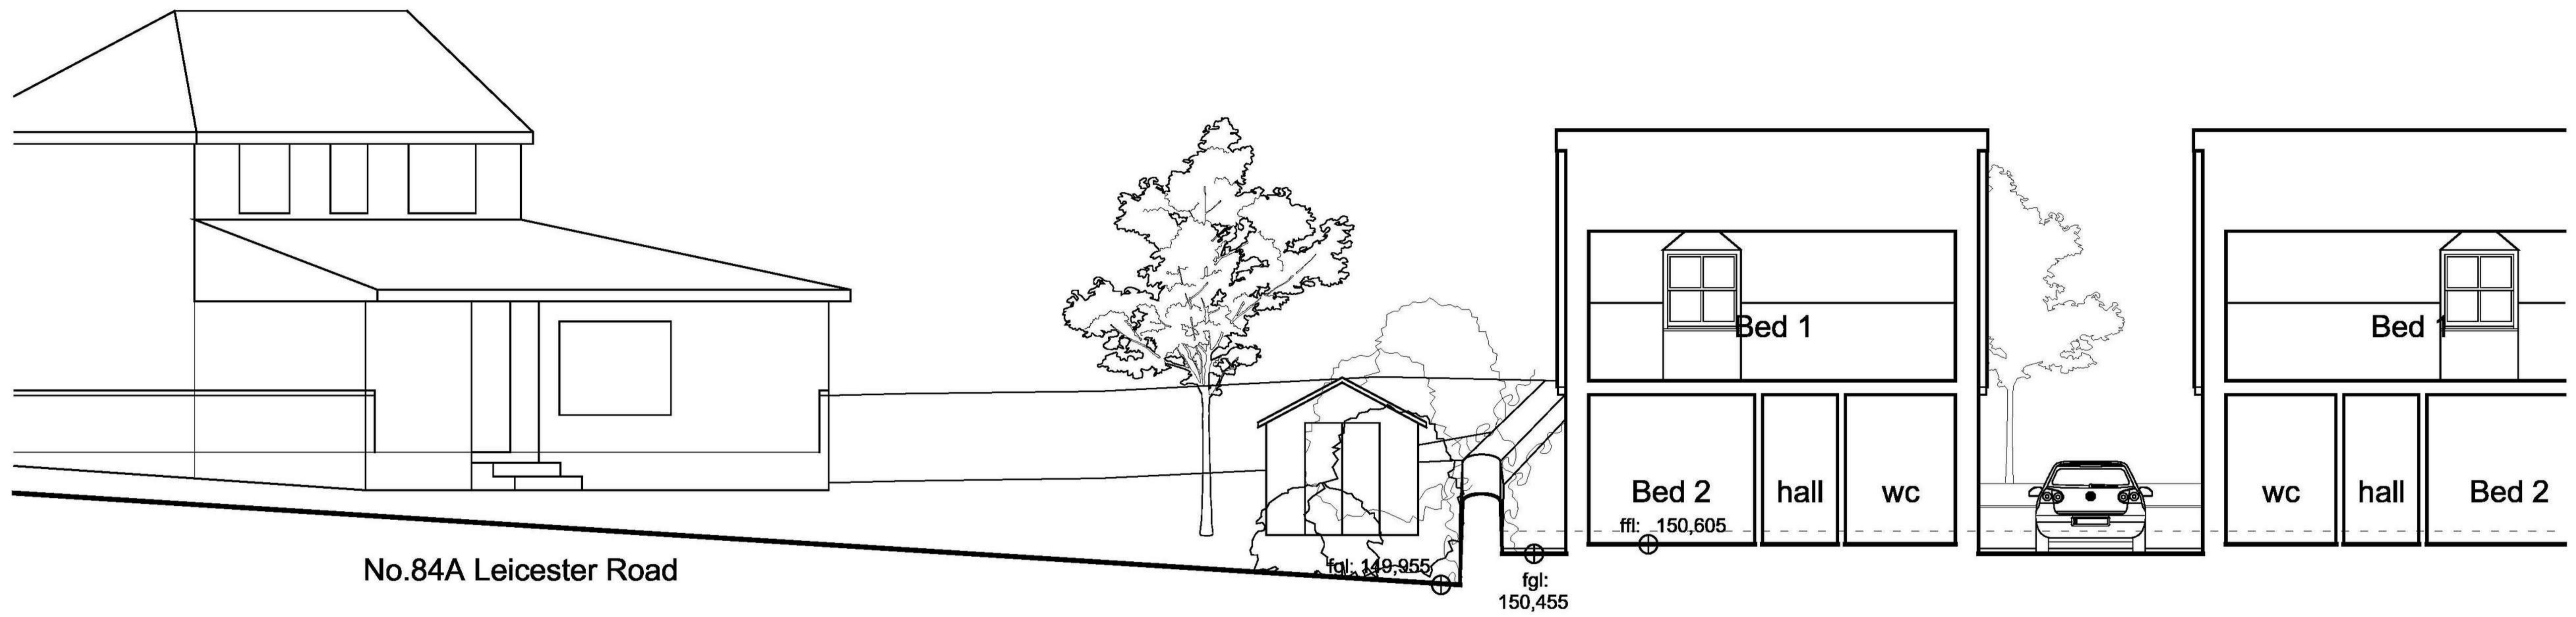 No.84A Leicester Road
fgl: 149,955
fgl:
150,455
Bed 1
Bed 2
hall
wc
ffl: 150,605
Bed 1
wc
hall
Bed 2